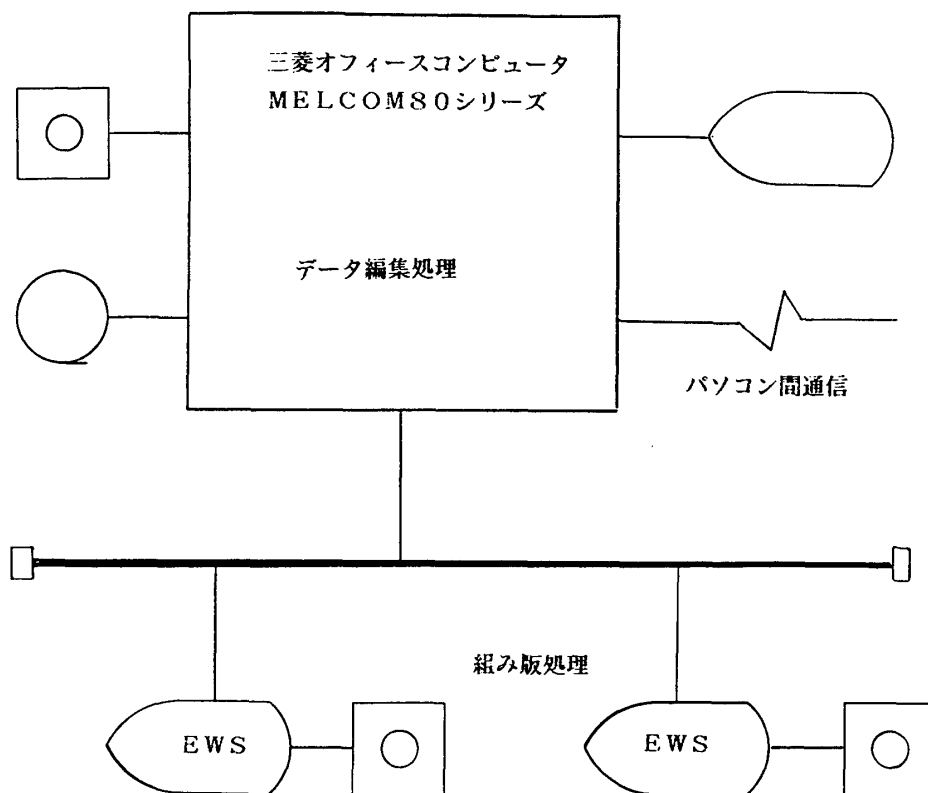 三菱オフィースコンピュータ
ＭＥＬＣＯＭ８０シリーズ
データ編集処理
パソコン間通信
組み版処理
ＥＷＳ
ＥＷＳ